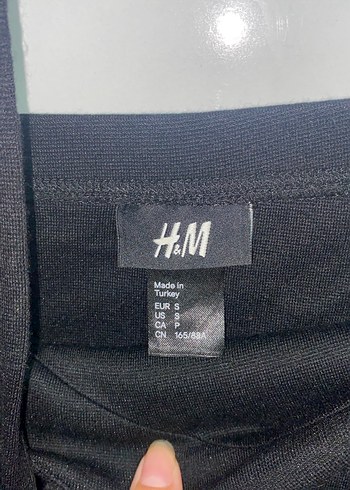 H&M
Made in
Turkey
EUR S
US S
CA P
CN 165/88A